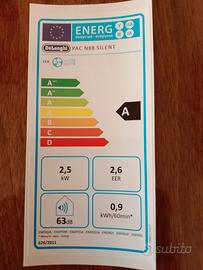 ENERG
DeLonghi PAC N88 SILENT
A+++
A++
A+
A
B
C
D
A
2,5
kW
2,6
EER
63dB
0,9
kWh/60min*
626/2011
subito